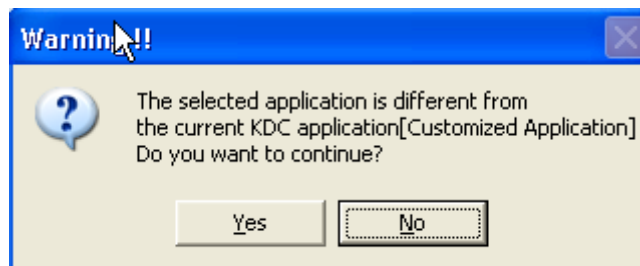 Warning!!!
The selected application is different from
the current KDC application[Customized Application]
Do you want to continue?
Yes
No